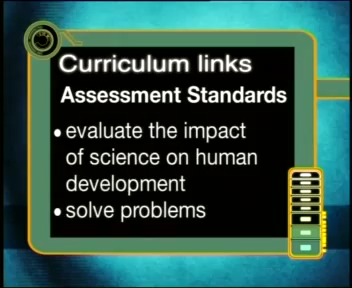 Curriculum links
Assessment Standards
• evaluate the impact
of science on human
development
• solve problems